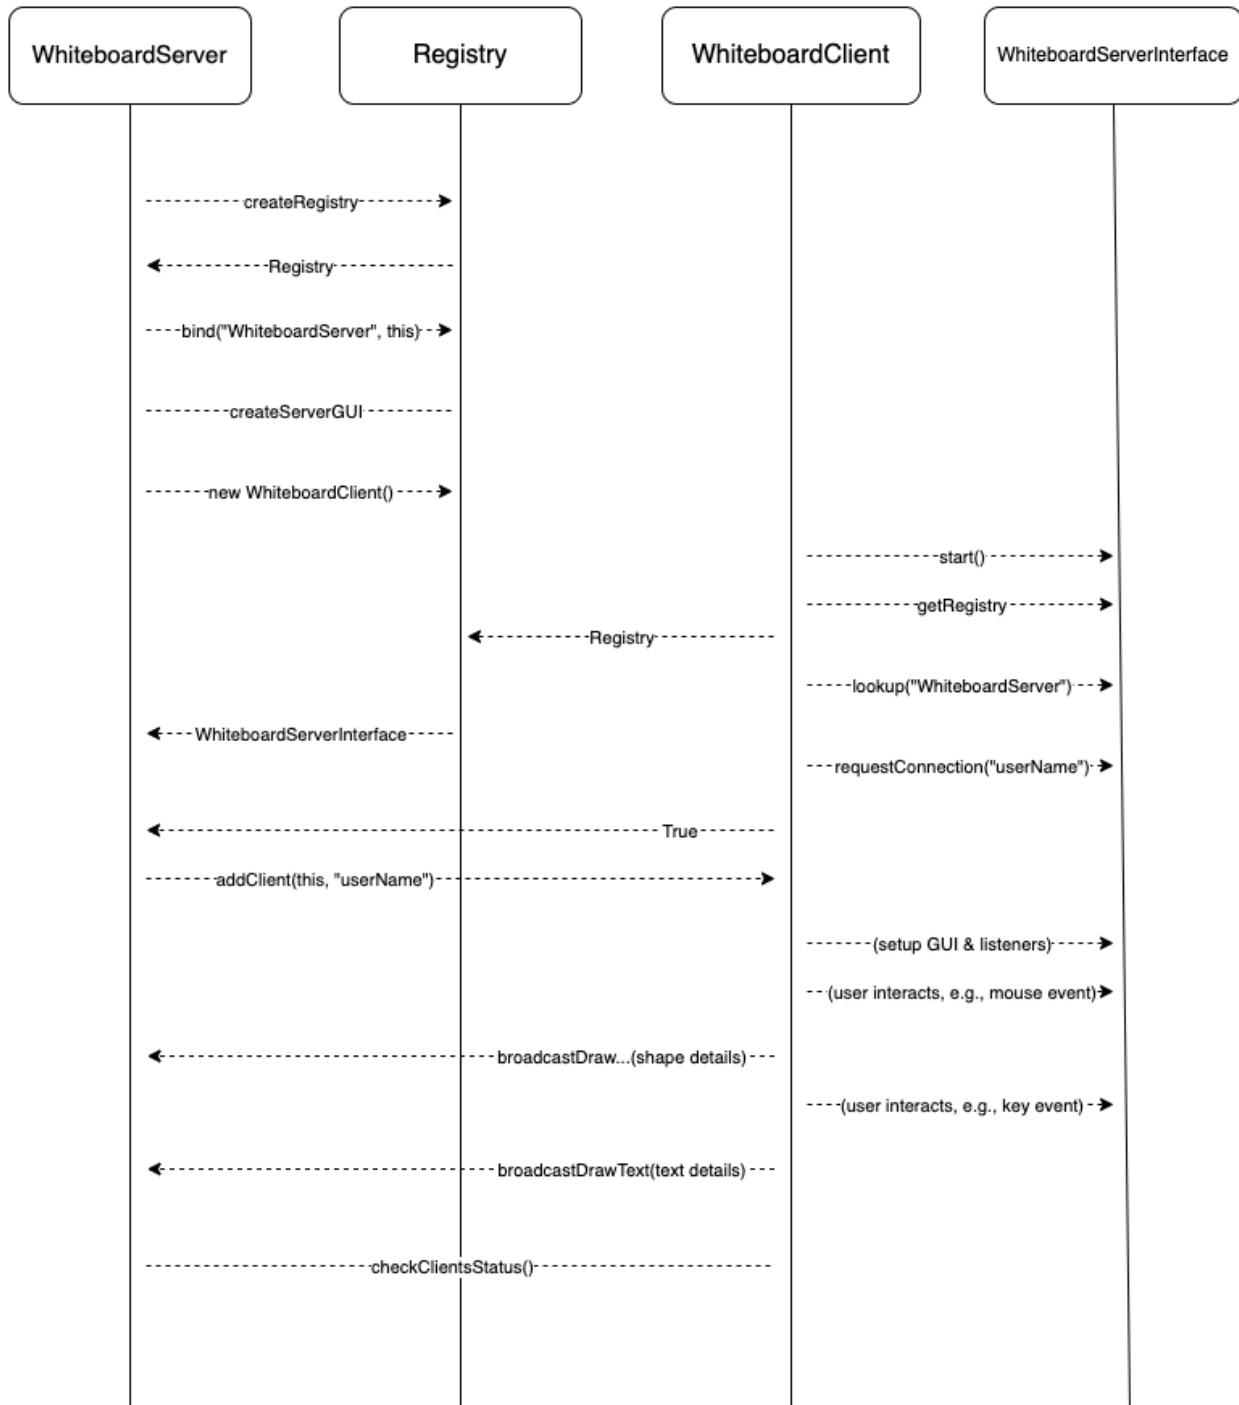 WhiteboardServer
Registry
WhiteboardClient
WhiteboardServerInterface
createRegistry
Registry
bind("WhiteboardServer", this)
createServerGUI
new WhiteboardClient()
start()
getRegistry
Registry
lookup("WhiteboardServer")
WhiteboardServerInterface
requestConnection("userName")
True
addClient(this, "userName")
(setup GUI & listeners)
(user interacts, e.g., mouse event)
broadcastDraw...(shape details)
(user interacts, e.g., key event)
broadcastDrawText(text details)
checkClientsStatus()